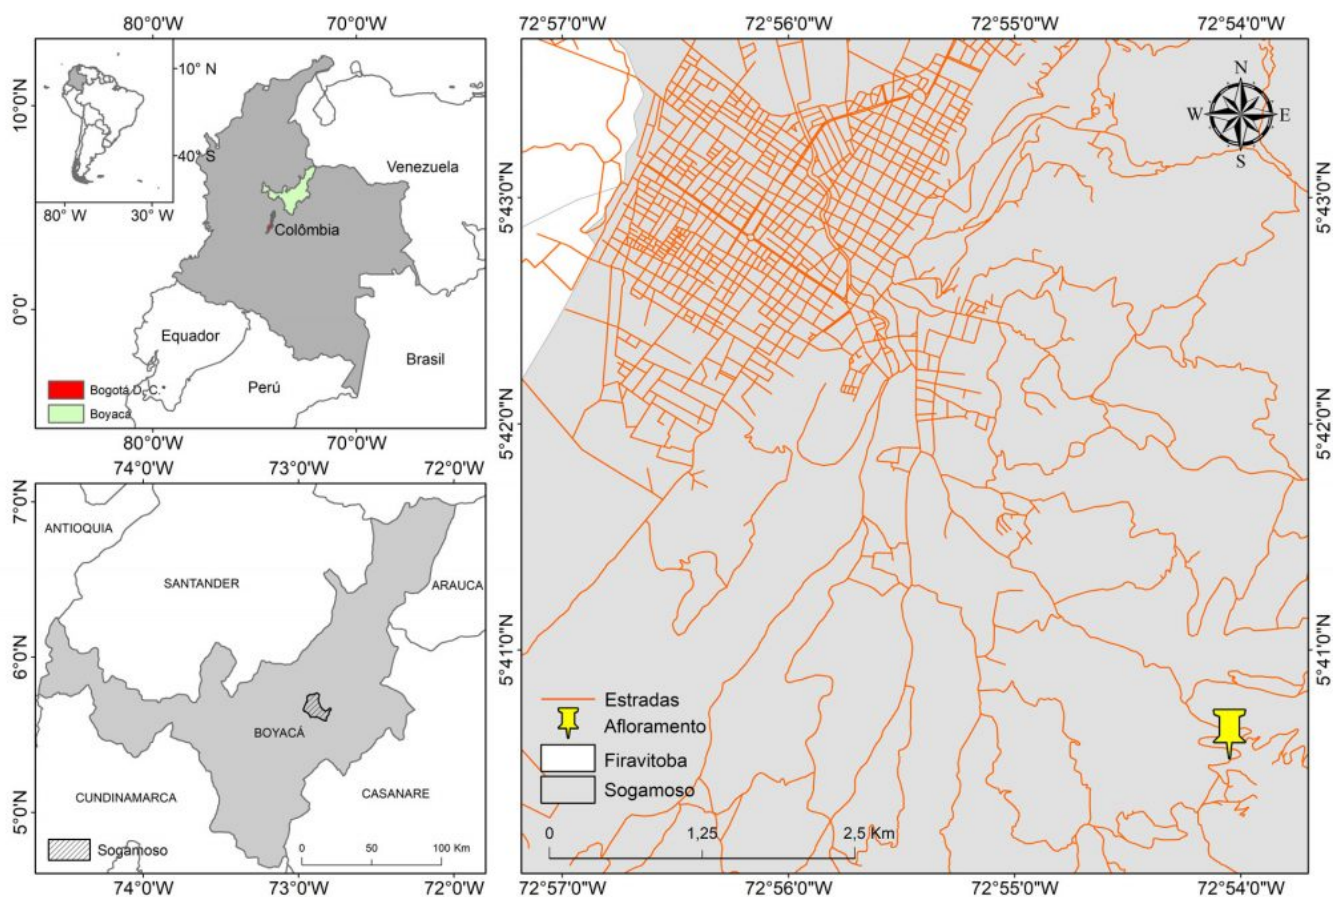 80°0'W
70°0'W
10° N
40° S
80° W
30° W
10°0'N
0°0'
Venezuela
Colômbia
Equador
Perú
Brasil
Bogotá D. C.
Boyacá
80°0'W
70°0'W
74°0'W
73°0'W
72°0'W
7°0'N
6°0'N
5°0'N
ANTIOQUIA
SANTANDER
ARAUCA
BOYACÁ
CUNDINAMARCA
CASANARE
Sogamoso
0
50
100 Km
74°0'W
73°0'W
72°0'W
72°57'0"W
72°56'0"W
72°55'0"W
72°54'0"W
N
W
E
S
5°43'0"N
5°43'0"N
5°42'0"N
5°42'0"N
5°41'0"N
5°41'0"N
Estradas
Afloramento
Firavitoba
Sogamoso
0
1,25
2,5 Km
72°57'0"W
72°56'0"W
72°55'0"W
72°54'0"W